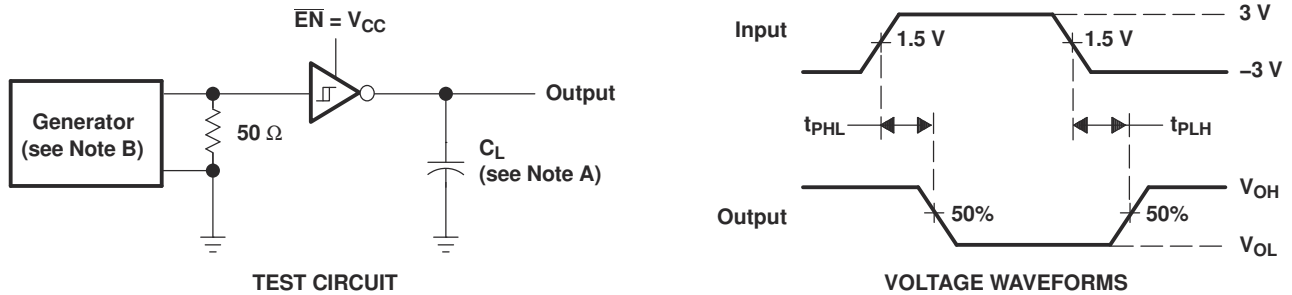 EN = VCC
Generator
(see Note B)
50 Ω
Output
CL
(see Note A)
TEST CIRCUIT
Input
3 V
1.5 V
1.5 V
−3 V
tPHL
tPLH
Output
50%
50%
VOH
VOL
VOLTAGE WAVEFORMS